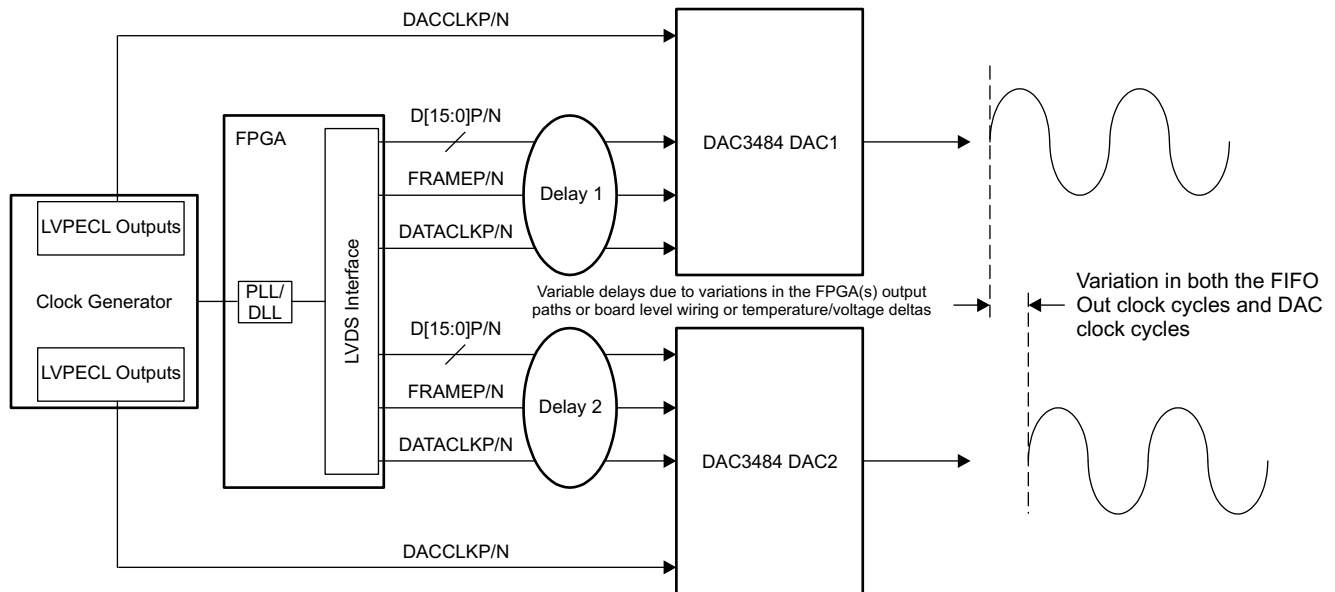 DACCLKP/N
FPGA
D[15:0]P/N
FRAMEP/N
DATACLKP/N
Delay 1
DAC3484 DAC1
LVPECL Outputs
Clock Generator
LVPECL Outputs
PLL/
DLL
LVDS Interface
Variable delays due to variations in the FPGA(s) output
paths or board level wiring or temperature/voltage deltas
Variation in both the FIFO
Out clock cycles and DAC
clock cycles
D[15:0]P/N
FRAMEP/N
DATACLKP/N
Delay 2
DAC3484 DAC2
DACCLKP/N